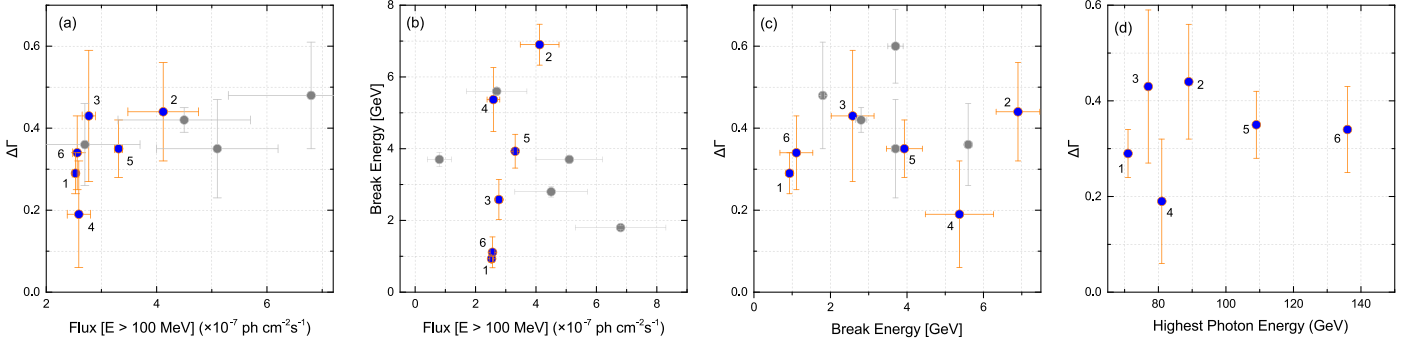 (a)
0.6
0.4
0.2
0.0
ΔΓ
3
2
6
5
1
4
2 4 6
Flux [E > 100 MeV] (×10⁻⁷ ph cm⁻²s⁻¹)
(b)
8
6
4
2
0
Break Energy [GeV]
2
4
5
3
6
1
0 2 4 6 8
Flux [E > 100 MeV] (×10⁻⁷ ph cm⁻²s⁻¹)
(c)
0.6
0.4
0.2
0.0
ΔΓ
3
2
6
5
1
4
0 2 4 6
Break Energy [GeV]
(d)
0.6
0.4
0.2
0.0
ΔΓ
3
2
5
6
1
4
80 100 120 140
Highest Photon Energy (GeV)